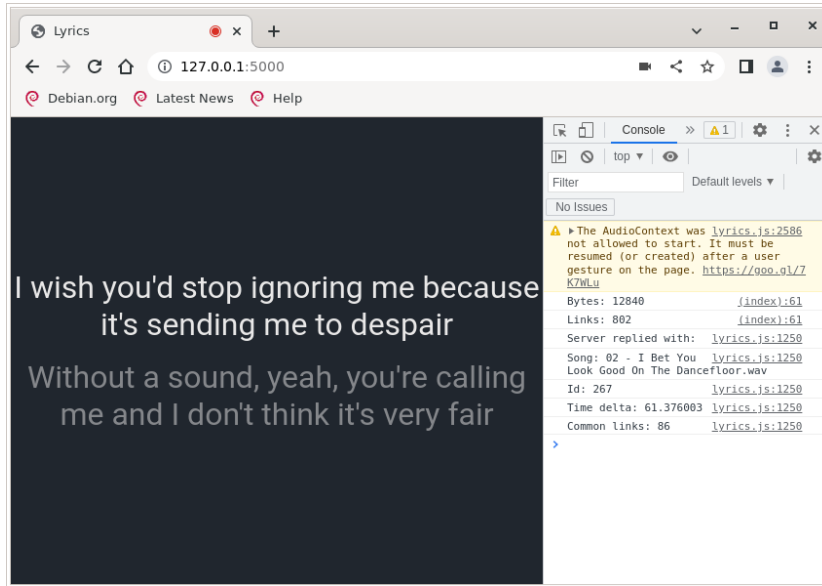 Lyrics
127.0.0.1:5000
Debian.org Latest News Help
I wish you'd stop ignoring me because
it's sending me to despair
Without a sound, yeah, you're calling
me and I don't think it's very fair
Console » 1
top ▼
Filter Default levels ▼
No Issues
The AudioContext was lyrics.js:2586
not allowed to start. It must be
resumed (or created) after a user
gesture on the page. https://goo.gl/7
K7WLu
Bytes: 12840 (index):61
Links: 802 (index):61
Server replied with: lyrics.js:1250
Song: 02 - I Bet You lyrics.js:1250
Look Good On The Dancefloor.wav
Id: 267 lyrics.js:1250
Time delta: 61.376003 lyrics.js:1250
Common links: 86 lyrics.js:1250